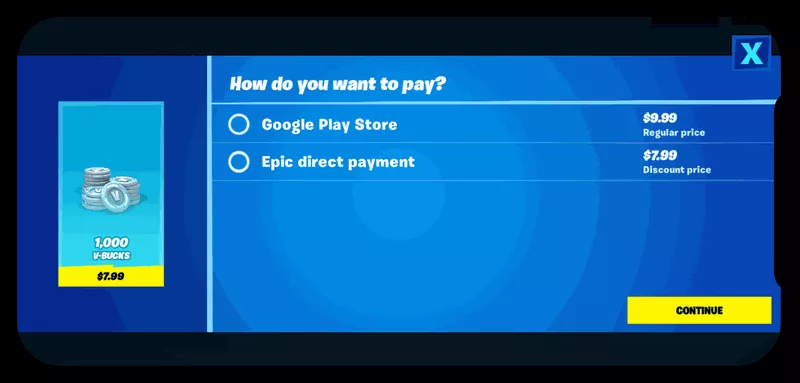 X
How do you want to pay?
Google Play Store
$9.99
Regular price
Epic direct payment
$7.99
Discount price
V
1,000
V-BUCKS
$7.99
CONTINUE